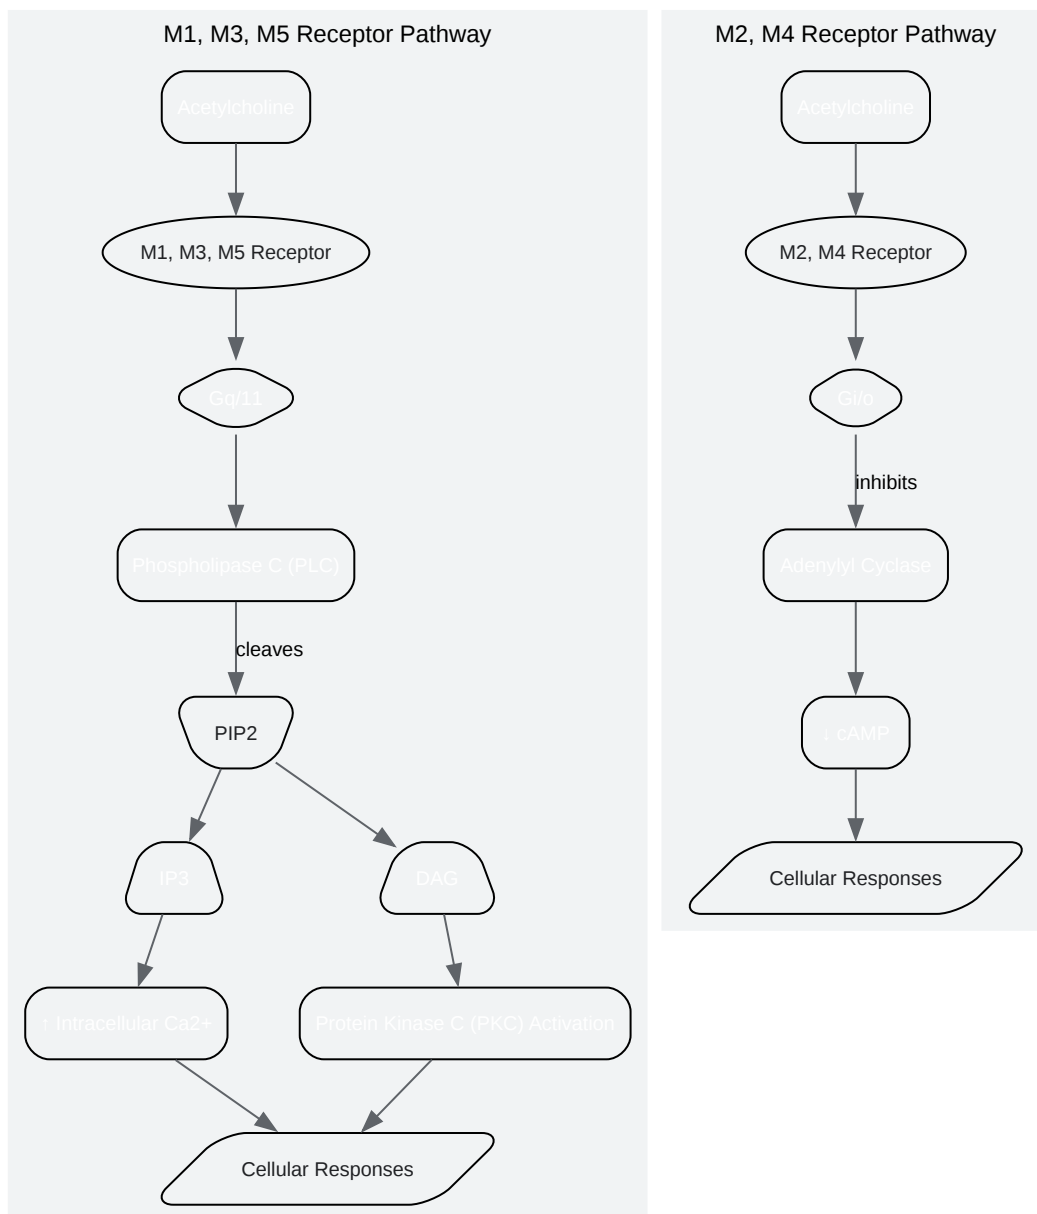 M1, M3, M5 Receptor Pathway
Acetylcholine
M1, M3, M5 Receptor
Gq/11
Phospholipase C (PLC)
cleaves
PIP2
IP3
DAG
↑ Intracellular Ca2+
Protein Kinase C (PKC) Activation
Cellular Responses
M2, M4 Receptor Pathway
Acetylcholine
M2, M4 Receptor
Gi/o
inhibits
Adenylyl Cyclase
↓ cAMP
Cellular Responses